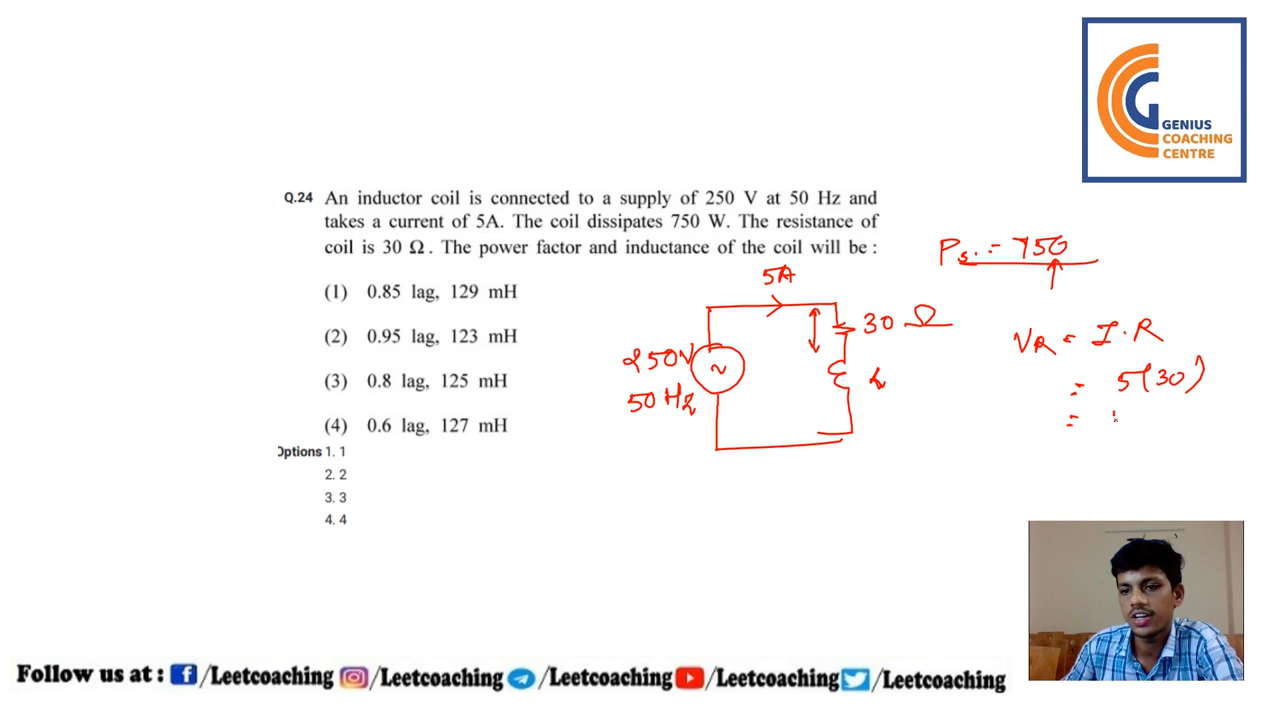 GENIUS
COACHING
CENTRE
Q.24 An inductor coil is connected to a supply of 250 V at 50 Hz and
takes a current of 5A. The coil dissipates 750 W. The resistance of
coil is 30 Ω. The power factor and inductance of the coil will be :
(1) 0.85 lag, 129 mH
(2) 0.95 lag, 123 mH
(3) 0.8 lag, 125 mH
(4) 0.6 lag, 127 mH
Options 1. 1
2. 2
3. 3
4. 4
5A
30 Ω
250V
50 Hz
L
Ps. = 750
VR = I.R
= 5(30)
=
Follow us at : /Leetcoaching /Leetcoaching /Leetcoaching /Leetcoaching /Leetcoaching